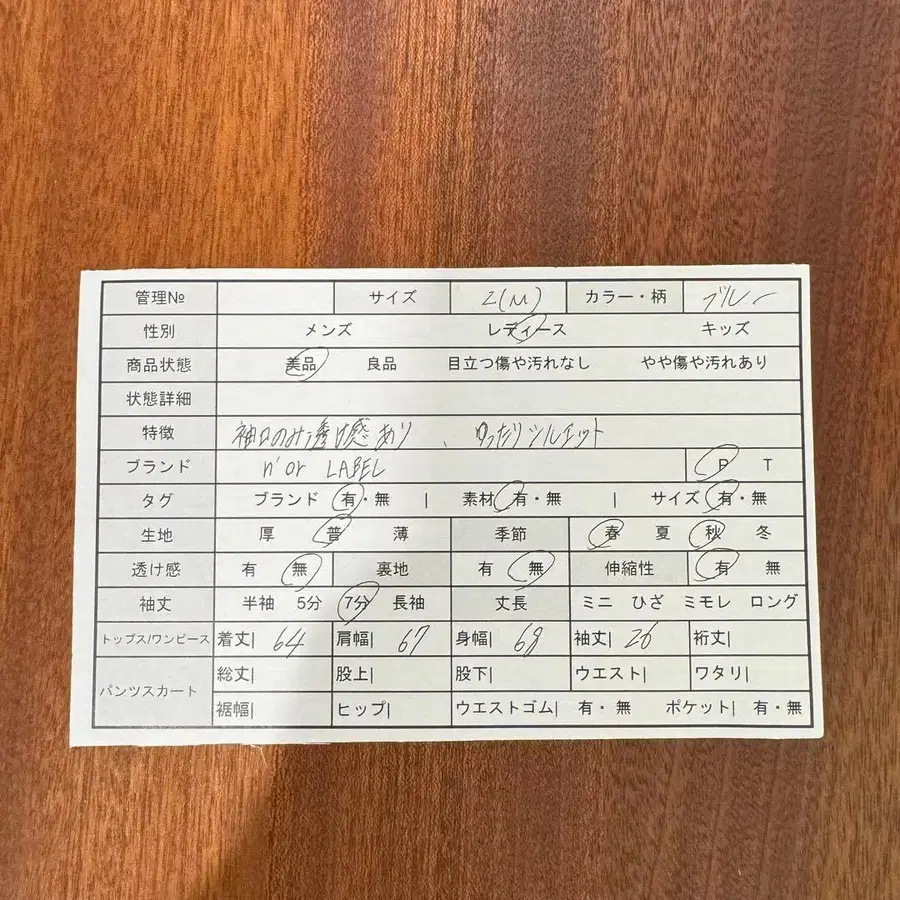 管理№ サイズ 2(M) カラー・柄 ブルー
性別 メンズ レディース キッズ
商品状態 美品 良品 目立つ傷や汚れなし やや傷や汚れあり
状態詳細
特徴 袖口のみ透け感あり、ゆったりシルエット
ブランド n'or LABEL P T
タグ ブランド 有・無 | 素材 有・無 | サイズ 有・無
生地 厚 普 薄 季節 春 夏 秋 冬
透け感 有 無 裏地 有 無 伸縮性 有 無
袖丈 半袖 5分 7分 長袖 丈長 ミニ ひざ ミモレ ロング
トップス/ワンピース 着丈| 64 肩幅| 67 身幅| 68 袖丈| 26 裄丈|
パンツスカート 総丈| 股上| 股下| ウエスト| ワタリ|
裾幅| ヒップ| ウエストゴム| 有・無 ポケット| 有・無